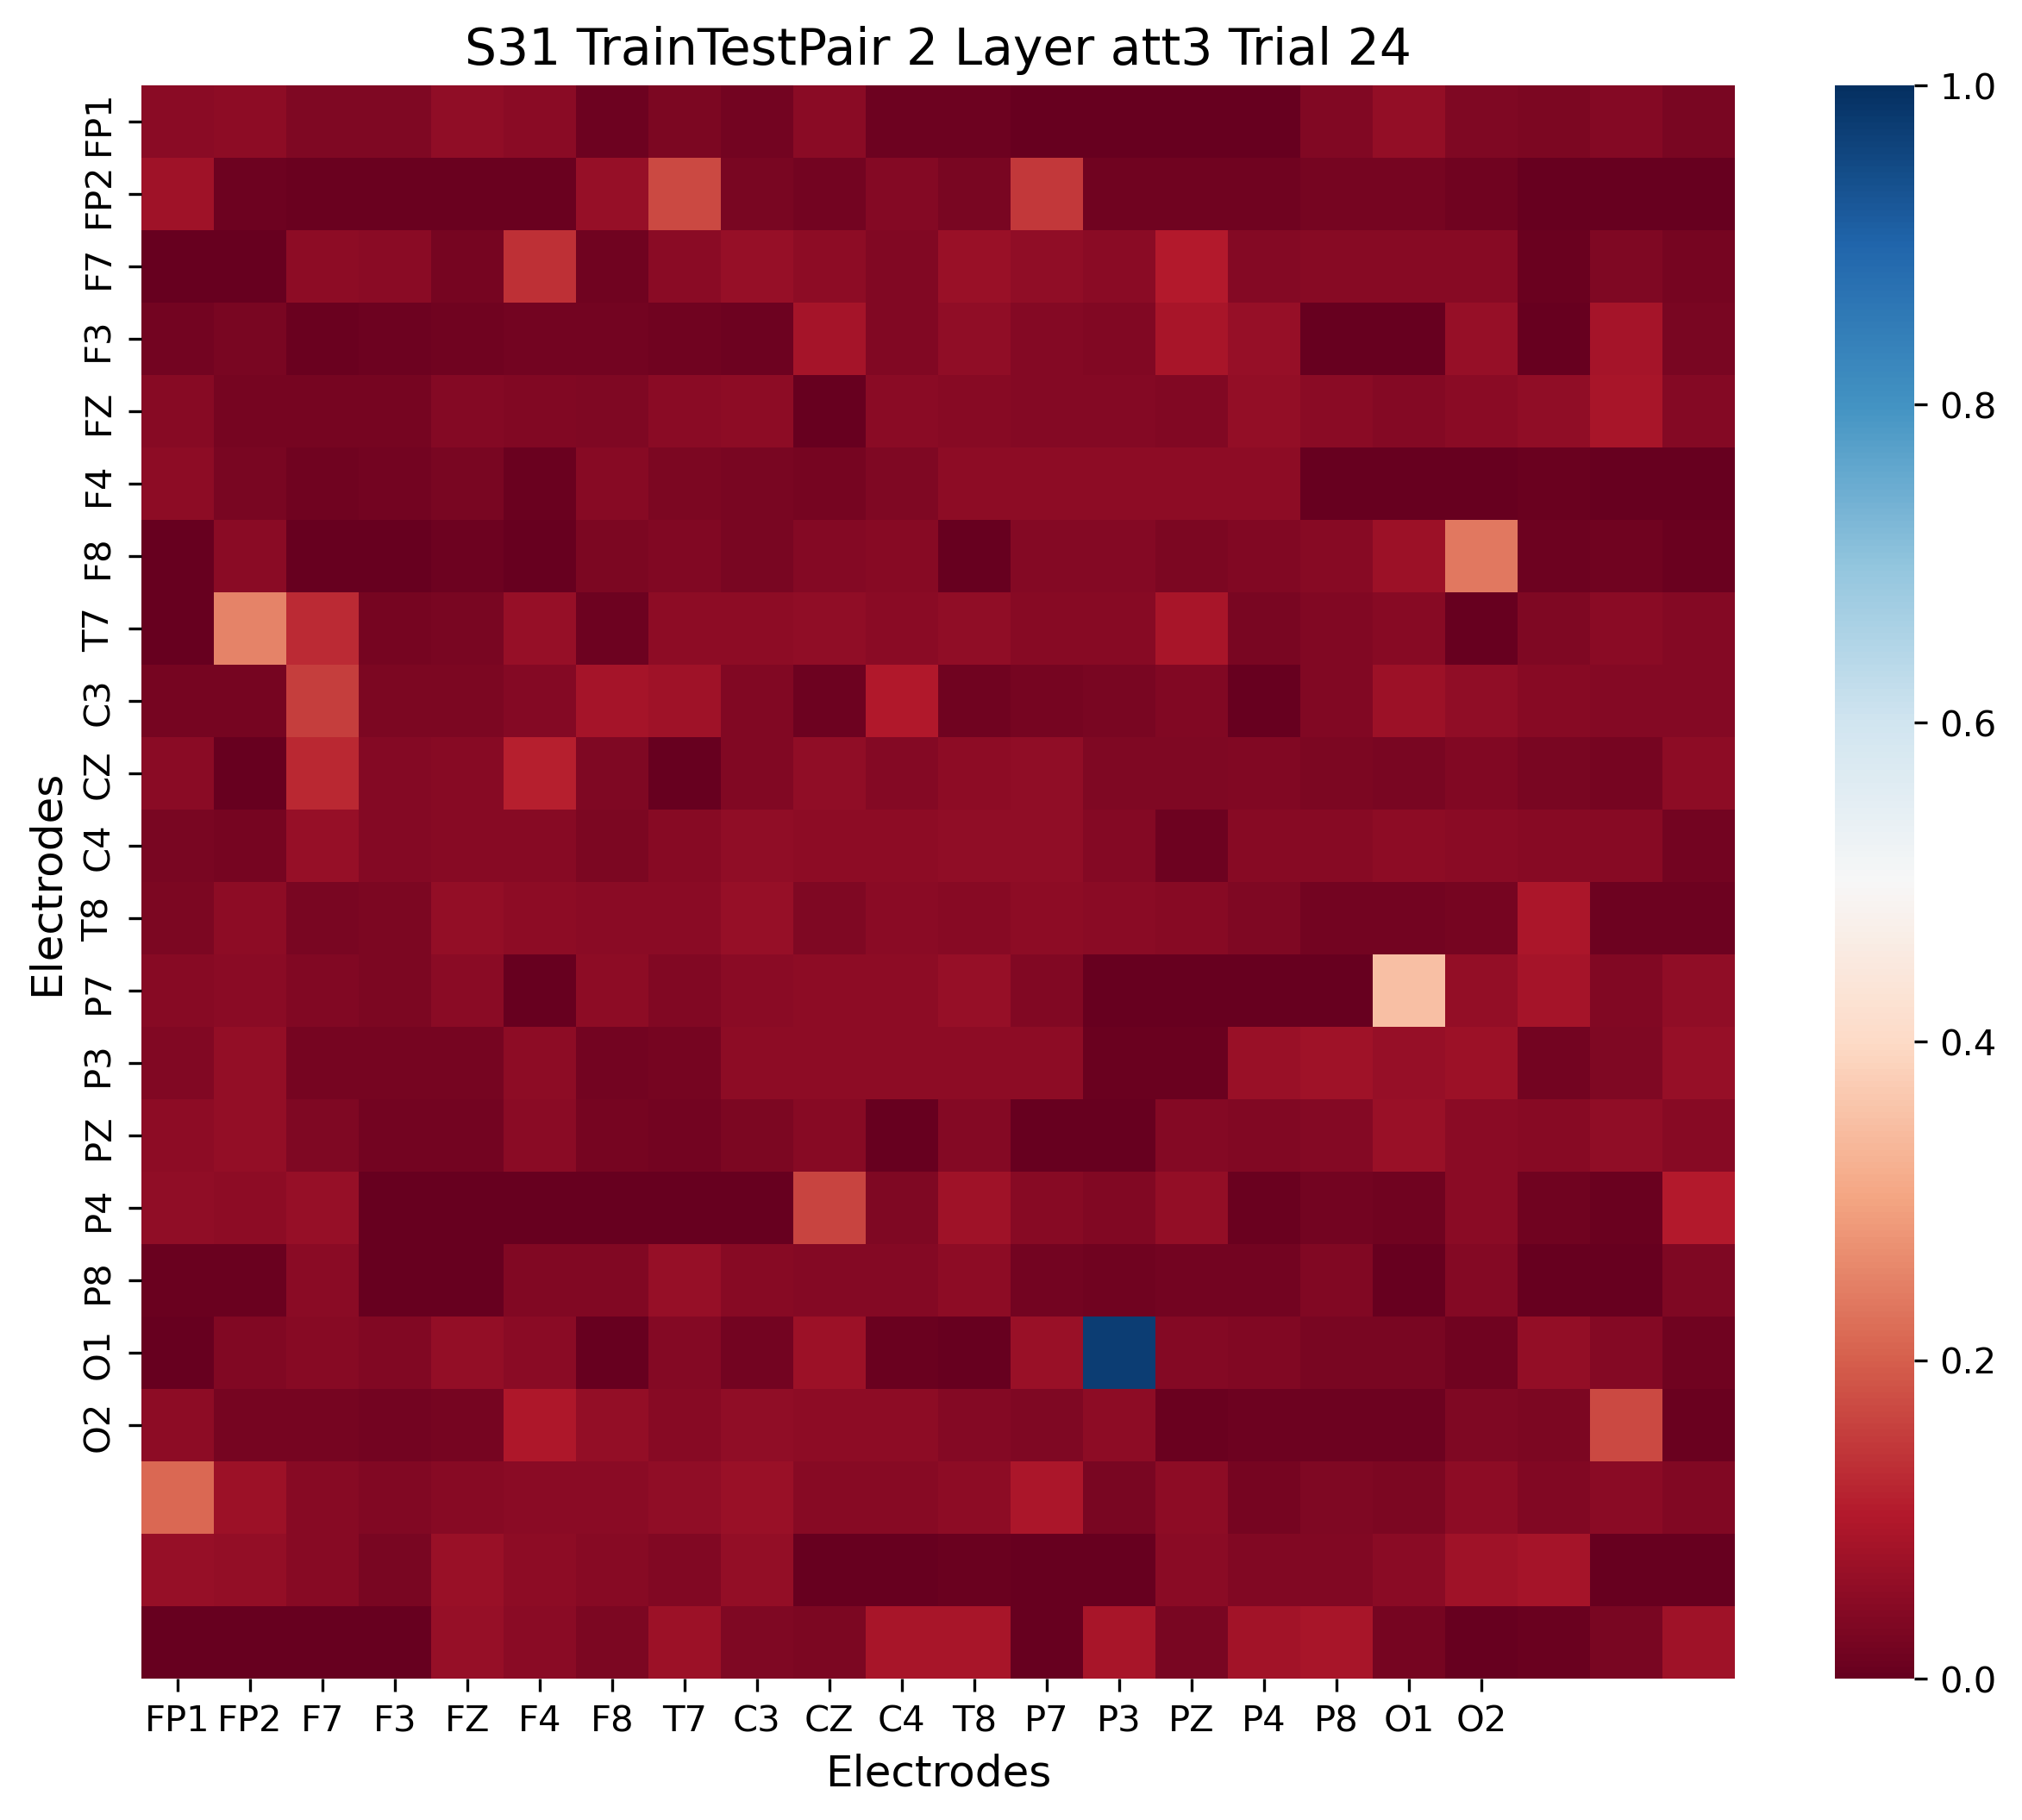 S31 TrainTestPair 2 Layer att3 Trial 24
Electrodes
FP1
FP2
F7
F3
FZ
F4
F8
T7
C3
CZ
C4
T8
P7
P3
PZ
P4
P8
O1
O2
FP1 FP2 F7 F3 FZ F4 F8 T7 C3 CZ C4 T8 P7 P3 PZ P4 P8 O1 O2
Electrodes
1.0
0.8
0.6
0.4
0.2
0.0